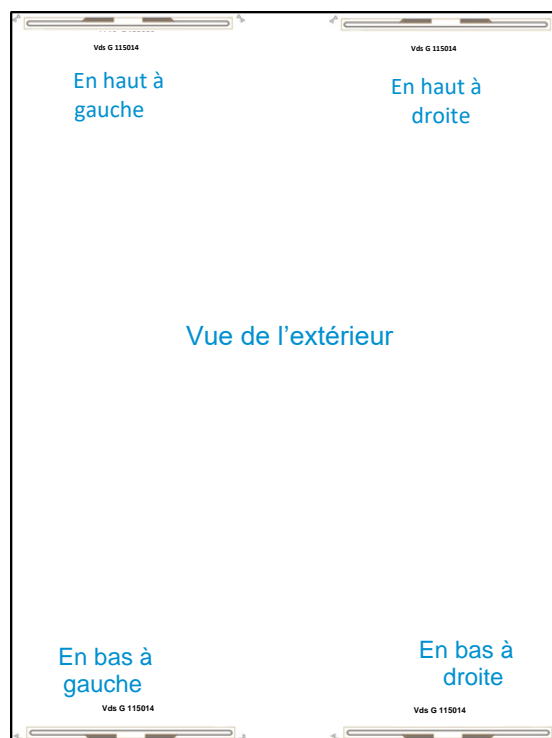 Vds G 115014
Vds G 115014
En haut à
gauche
En haut à
droite
Vue de l'extérieur
En bas à
gauche
En bas à
droite
Vds G 115014
Vds G 115014